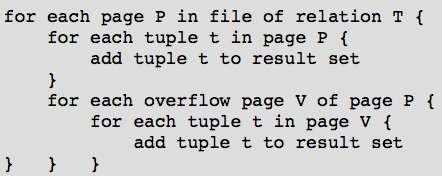 for each page P in file of relation T {
    for each tuple t in page P {
        add tuple t to result set
    }
    for each overflow page V of page P {
        for each tuple t in page V {
            add tuple t to result set
}   }   }